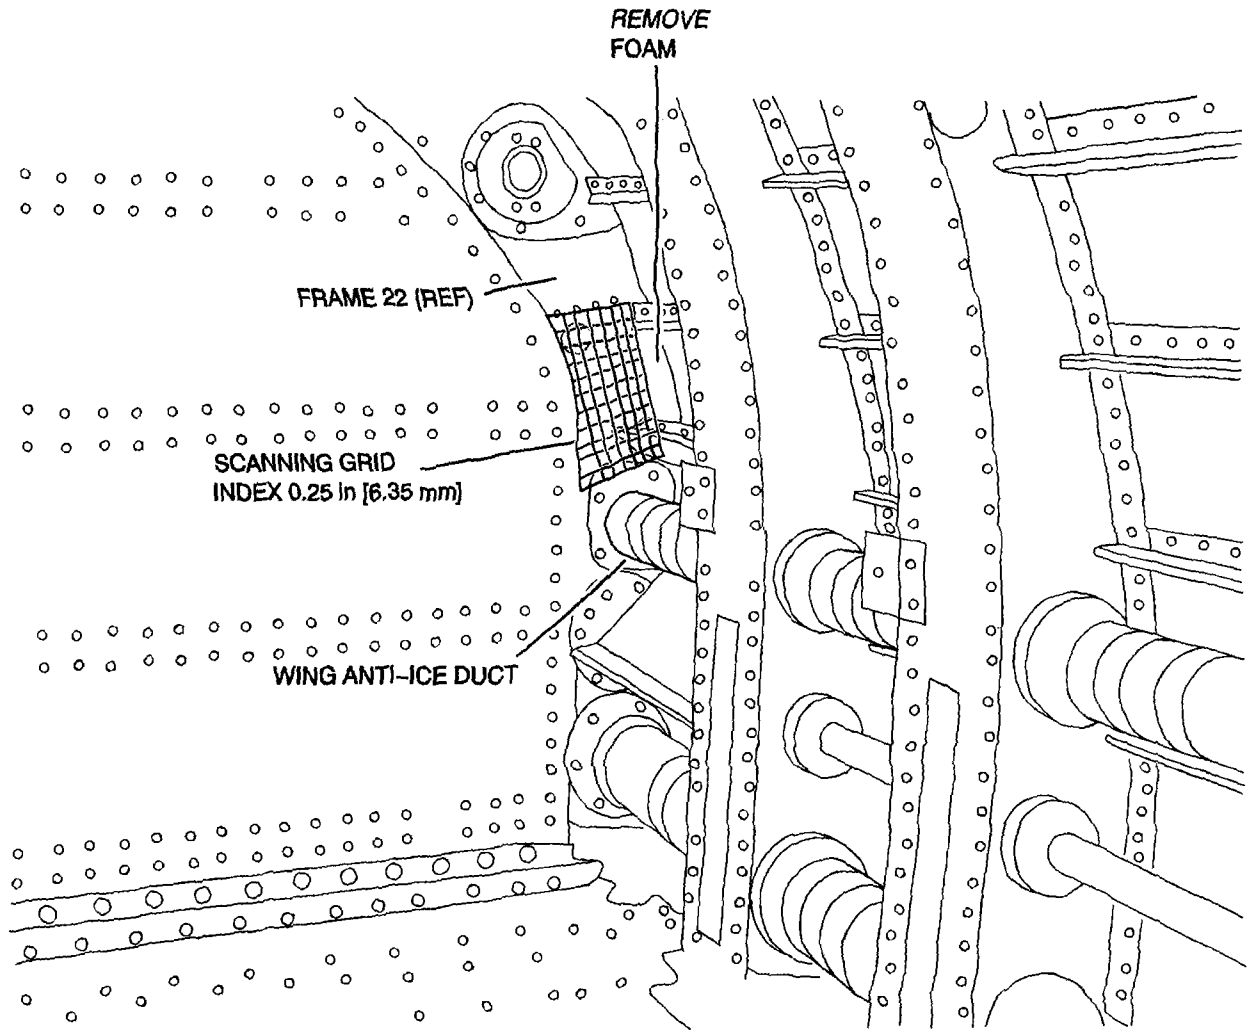 REMOVE
FOAM
FRAME 22 (REF)
SCANNING GRID
INDEX 0.25 in [6.35 mm]
WING ANTI–ICE DUCT